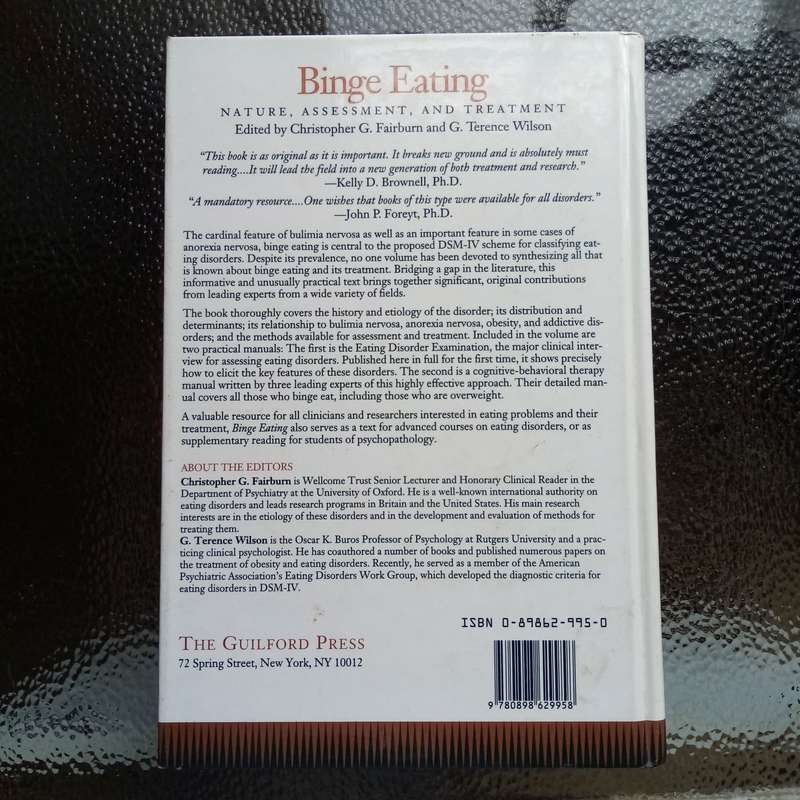 Binge Eating
NATURE, ASSESSMENT, AND TREATMENT
Edited by Christopher G. Fairburn and G. Terence Wilson
“This book is as original as it is important. It breaks new ground and is absolutely must
reading....It will lead the field into a new generation of both treatment and research.”
—Kelly D. Brownell, Ph.D.
“A mandatory resource....One wishes that books of this type were available for all disorders.”
—John P. Foreyt, Ph.D.
The cardinal feature of bulimia nervosa as well as an important feature in some cases of
anorexia nervosa, binge eating is central to the proposed DSM-IV scheme for classifying eat-
ing disorders. Despite its prevalence, no one volume has been devoted to synthesizing all that
is known about binge eating and its treatment. Bridging a gap in the literature, this
informative and unusually practical text brings together significant, original contributions
from leading experts from a wide variety of fields.
The book thoroughly covers the history and etiology of the disorder; its distribution and
determinants; its relationship to bulimia nervosa, anorexia nervosa, obesity, and addictive dis-
orders; and the methods available for assessment and treatment. Included in the volume are
two practical manuals: The first is the Eating Disorder Examination, the major clinical inter-
view for assessing eating disorders. Published here in full for the first time, it shows precisely
how to elicit the key features of these disorders. The second is a cognitive-behavioral therapy
manual written by three leading experts of this highly effective approach. Their detailed man-
ual covers all those who binge eat, including those who are overweight.
A valuable resource for all clinicians and researchers interested in eating problems and their
treatment, Binge Eating also serves as a text for advanced courses on eating disorders, or as
supplementary reading for students of psychopathology.
ABOUT THE EDITORS
Christopher G. Fairburn is Wellcome Trust Senior Lecturer and Honorary Clinical Reader in the
Department of Psychiatry at the University of Oxford. He is a well-known international authority on
eating disorders and leads research programs in Britain and the United States. His main research
interests are in the etiology of these disorders and in the development and evaluation of methods for
treating them.
G. Terence Wilson is the Oscar K. Buros Professor of Psychology at Rutgers University and a prac-
ticing clinical psychologist. He has coauthored a number of books and published numerous papers on
the treatment of obesity and eating disorders. Recently, he served as a member of the American
Psychiatric Association's Eating Disorders Work Group, which developed the diagnostic criteria for
eating disorders in DSM-IV.
ISBN 0-89862-995-0
THE GUILFORD PRESS
72 Spring Street, New York, NY 10012
9 780898 629958